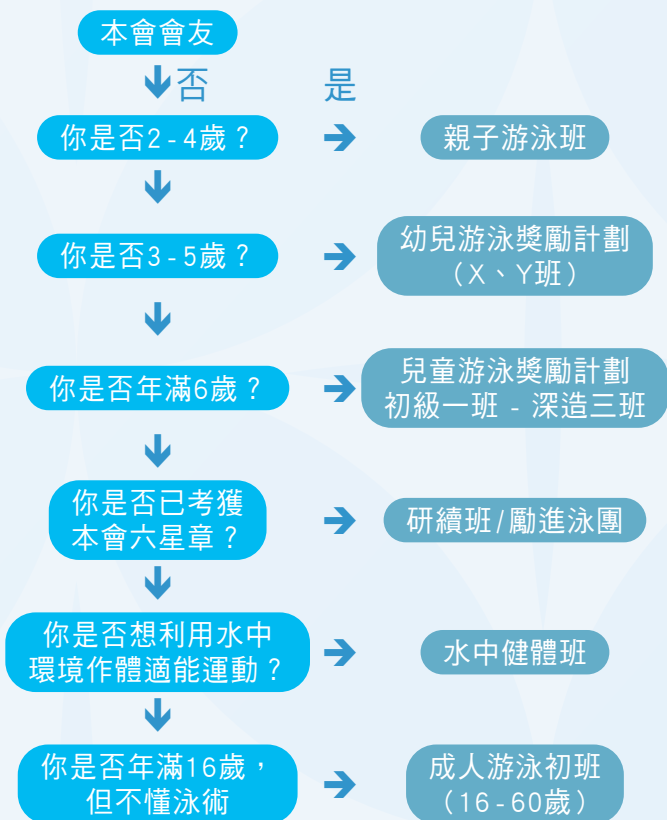 本會會友
否 是
你是否2-4歲？
親子游泳班
你是否3-5歲？
幼兒游泳獎勵計劃
（X、Y班）
你是否年滿6歲？
兒童游泳獎勵計劃
初級一班 - 深造三班
你是否已考獲
本會六星章？
研續班/勵進泳團
你是否想利用水中
環境作體適能運動？
水中健體班
你是否年滿16歲，
但不懂泳術
成人游泳初班
（16-60歲）